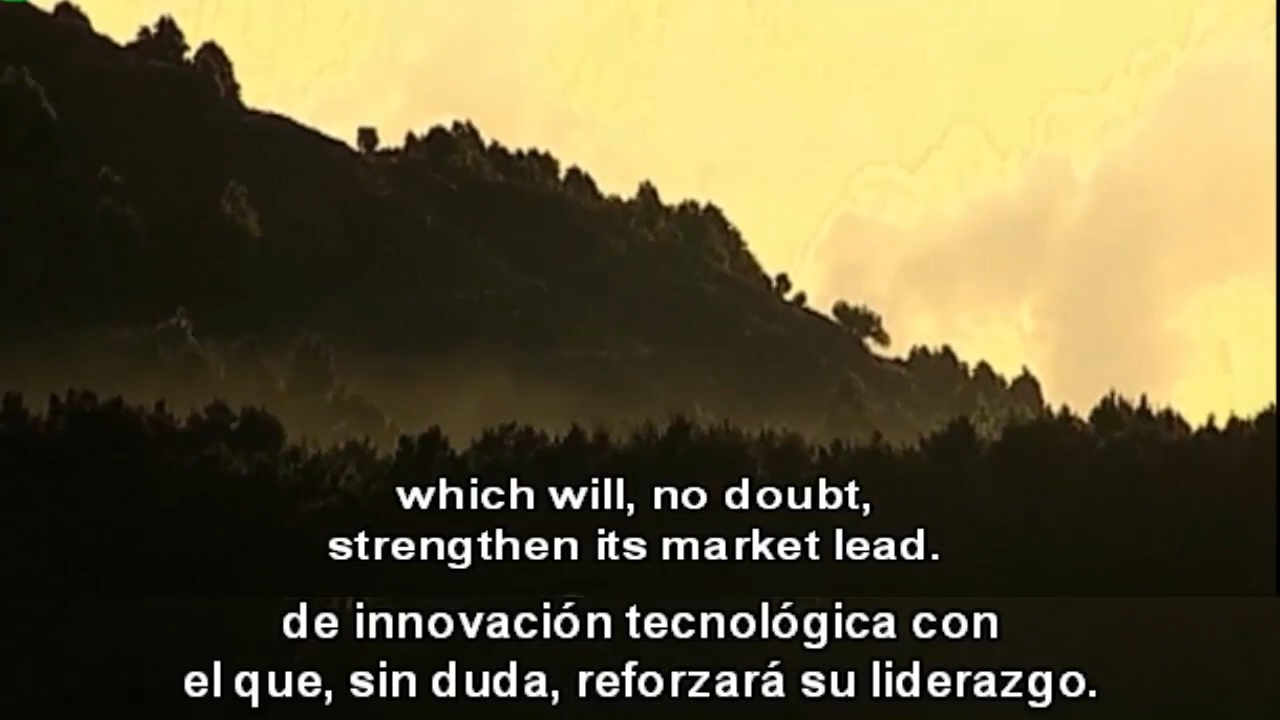 which will, no doubt,
strengthen its market lead.
de innovación tecnológica con
el que, sin duda, reforzará su liderazgo.